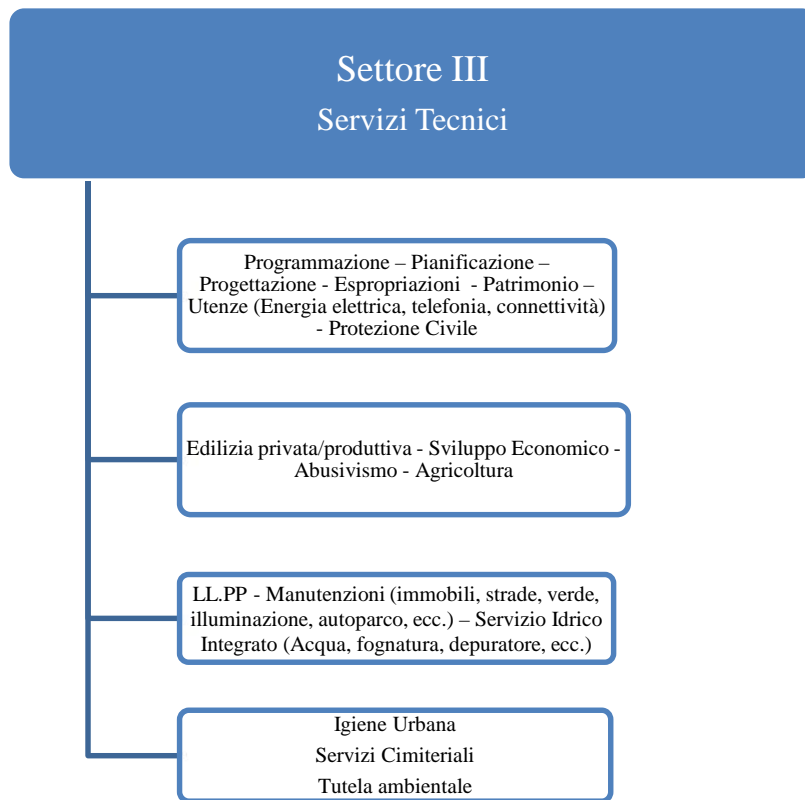 Settore III
Servizi Tecnici
Programmazione – Pianificazione –
Progettazione - Espropriazioni - Patrimonio –
Utenze (Energia elettrica, telefonia, connettività)
- Protezione Civile
Edilizia privata/produttiva - Sviluppo Economico -
Abusivismo - Agricoltura
LL.PP - Manutenzioni (immobili, strade, verde,
illuminazione, autoparco, ecc.) – Servizio Idrico
Integrato (Acqua, fognatura, depuratore, ecc.)
Igiene Urbana
Servizi Cimiteriali
Tutela ambientale